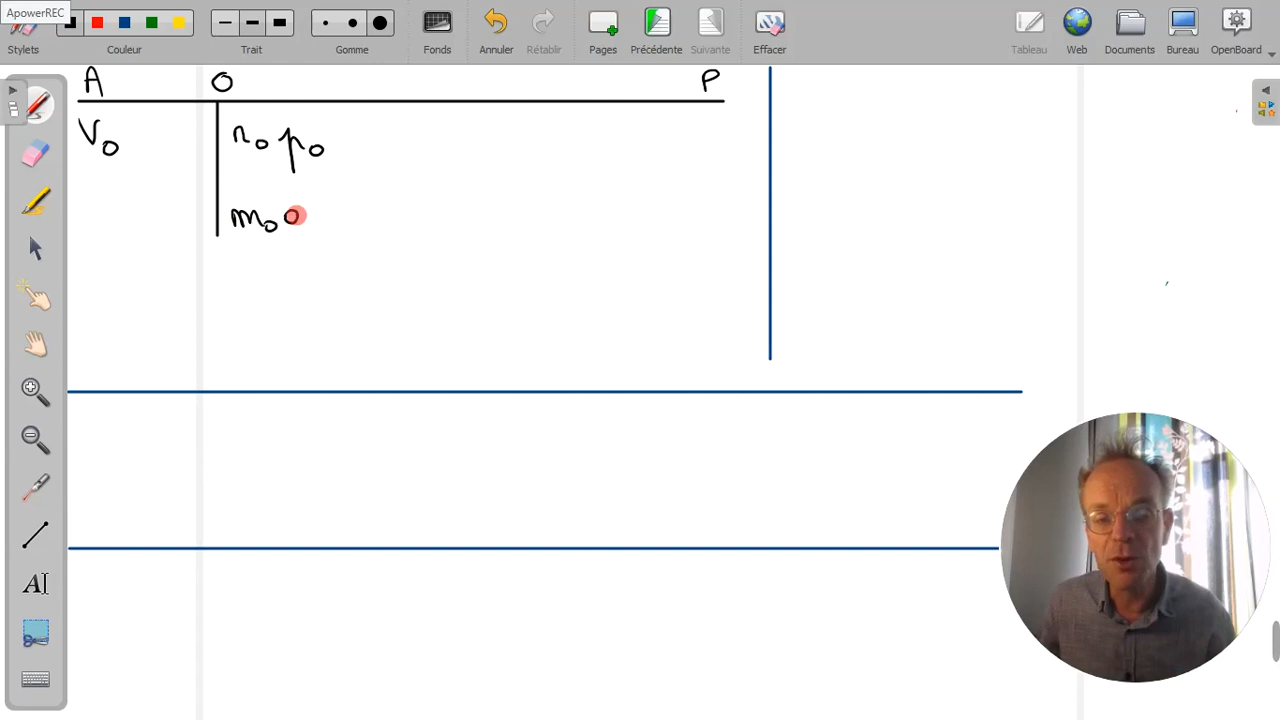 ApowerREC
Stylets
Couleur
Trait
Gomme
Fonds
Annuler
Rétablir
Pages
Précédente
Suivante
Effacer
Tableau
Web
Documents
Bureau
OpenBoard
A O P
V₀ r₀ p₀
m₀ o
A